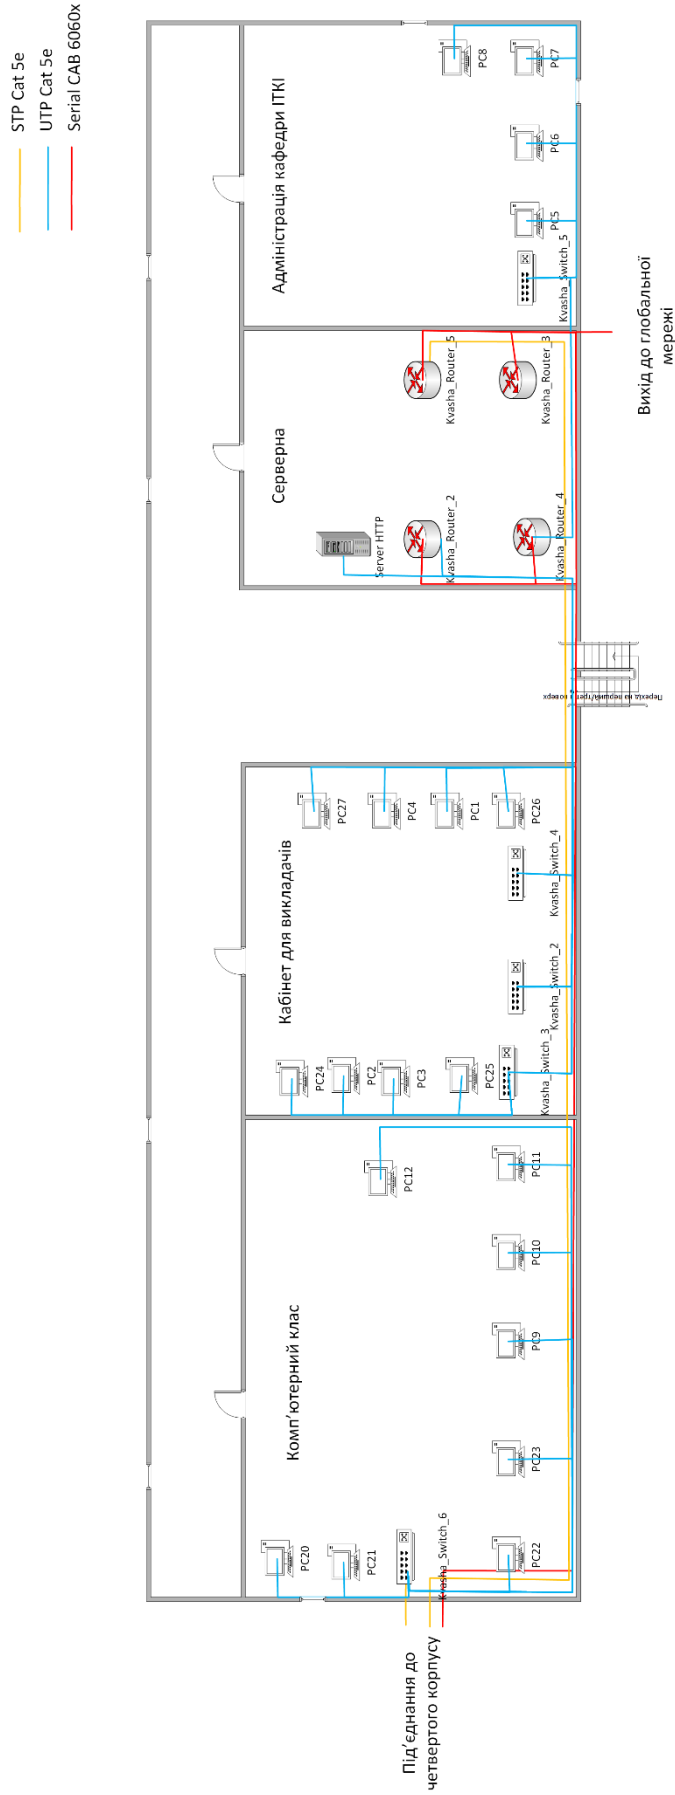 STP Cat 5e
UTP Cat 5e
Serial CAB 6060x
Адміністрація кафедри ІТКІ
PC8
PC7
PC6
PC5
Kvasha_Switch_5
Вихід до глобальної
мережі
Серверна
Kvasha_Router_5
Kvasha_Router_3
Server HTTP
Kvasha_Router_2
Kvasha_Router_4
Перехід на перший/третій поверх
Кабінет для викладачів
PC27
PC4
PC1
PC26
Kvasha_Switch_4
Kvasha_Switch_2
Kvasha_Switch_3
PC24
PC2
PC3
PC25
Комп’ютерний клас
PC12
PC11
PC10
PC9
PC23
PC22
PC20
PC21
Kvasha_Switch_6
Під’єднання до
четвертого корпусу